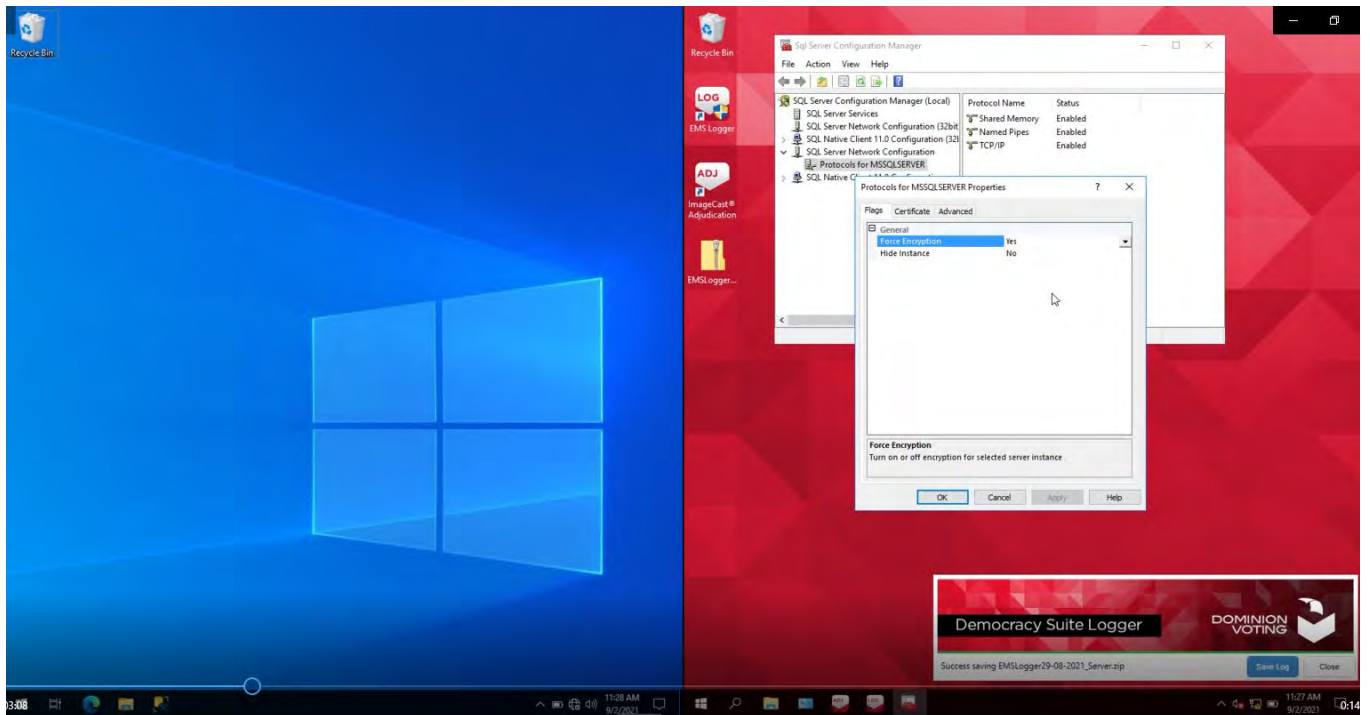 Recycle Bin
Recycle Bin
LOG
EMS Logger
ADJ
ImageCast®
Adjudication
EMSLogger...
Sql Server Configuration Manager
File Action View Help
SQL Server Configuration Manager (Local)
SQL Server Services
SQL Server Network Configuration (32bit
SQL Native Client 11.0 Configuration (32
SQL Server Network Configuration
Protocols for MSSQLSERVER
SQL Native
Protocol Name Status
Shared Memory Enabled
Named Pipes Enabled
TCP/IP Enabled
Protocols for MSSQLSERVER Properties
Flags Certificate Advanced
General
Force Encryption Yes
Hide Instance No
Force Encryption
Turn on or off encryption for selected server instance
OK Cancel Apply Help
Democracy Suite Logger
DOMINION
VOTING
Success saving EMSLogger29-08-2021_Server.zip
Save Log Close
11:28 AM
9/2/2021
ADJ
LOG
11:27 AM
9/2/2021
0:14